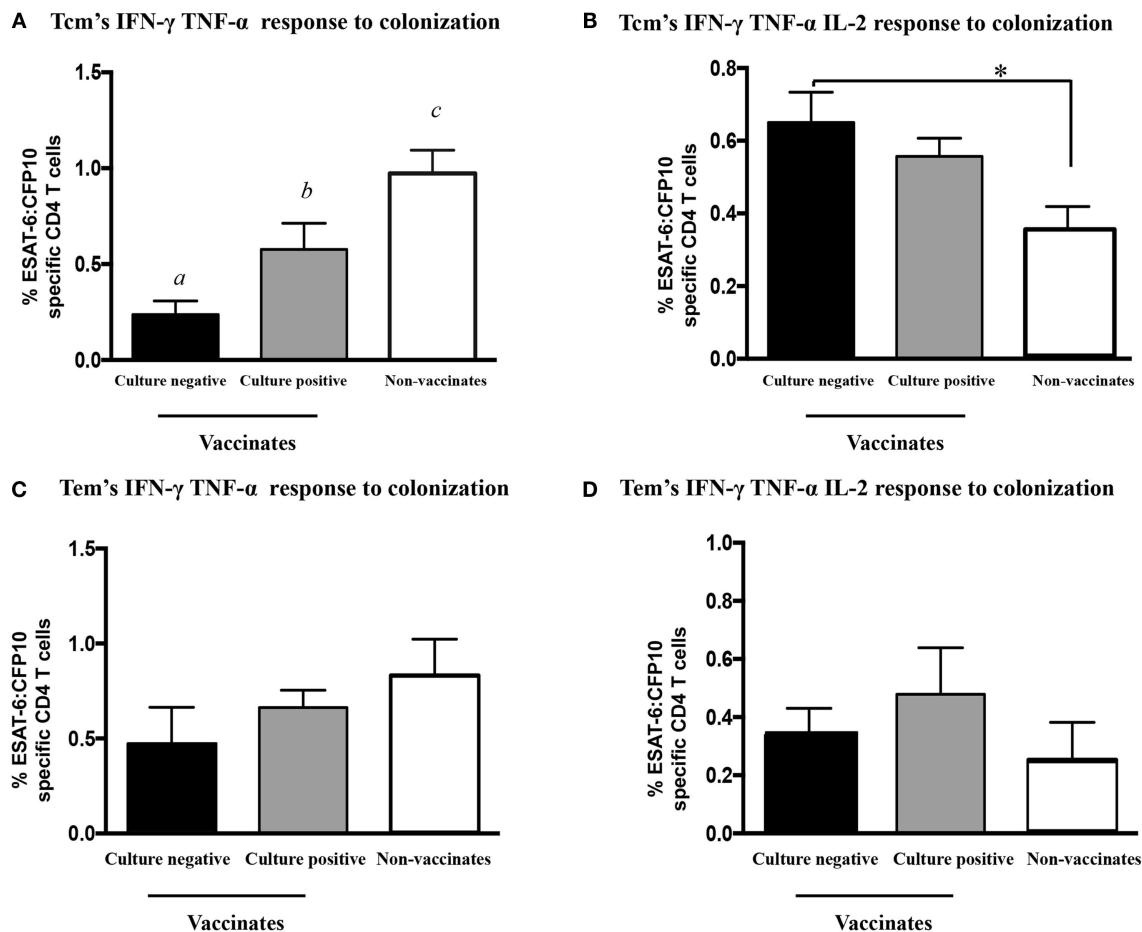 A Tcm's IFN-γ TNF-α response to colonization
% ESAT-6:CFP10
specific CD4 T cells
1.5
1.0
0.5
0.0
a
b
c
Culture negative Culture positive Non-vaccinates
Vaccinates
B Tcm's IFN-γ TNF-α IL-2 response to colonization
% ESAT-6:CFP10
specific CD4 T cells
0.8
0.6
0.4
0.2
0.0
*
Culture negative Culture positive Non-vaccinates
Vaccinates
C Tem's IFN-γ TNF-α response to colonization
% ESAT-6:CFP10
specific CD4 T cells
1.5
1.0
0.5
0.0
Culture negative Culture positive Non-vaccinates
Vaccinates
D Tem's IFN-γ TNF-α IL-2 response to colonization
% ESAT-6:CFP10
specific CD4 T cells
1.0
0.8
0.6
0.4
0.2
0.0
Culture negative Culture positive Non-vaccinates
Vaccinates